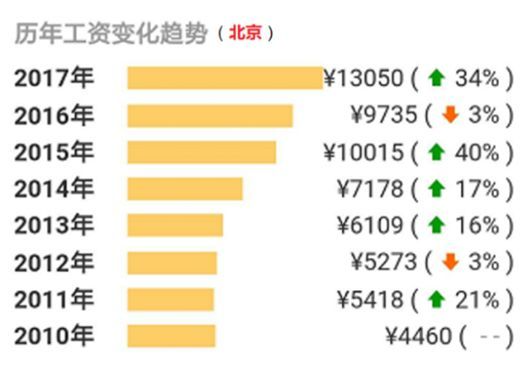 历年工资变化趋势（北京）
2017年 ¥13050 ( ↑ 34% )
2016年 ¥9735 ( ↓ 3% )
2015年 ¥10015 ( ↑ 40% )
2014年 ¥7178 ( ↑ 17% )
2013年 ¥6109 ( ↑ 16% )
2012年 ¥5273 ( ↓ 3% )
2011年 ¥5418 ( ↑ 21% )
2010年 ¥4460 ( -- )